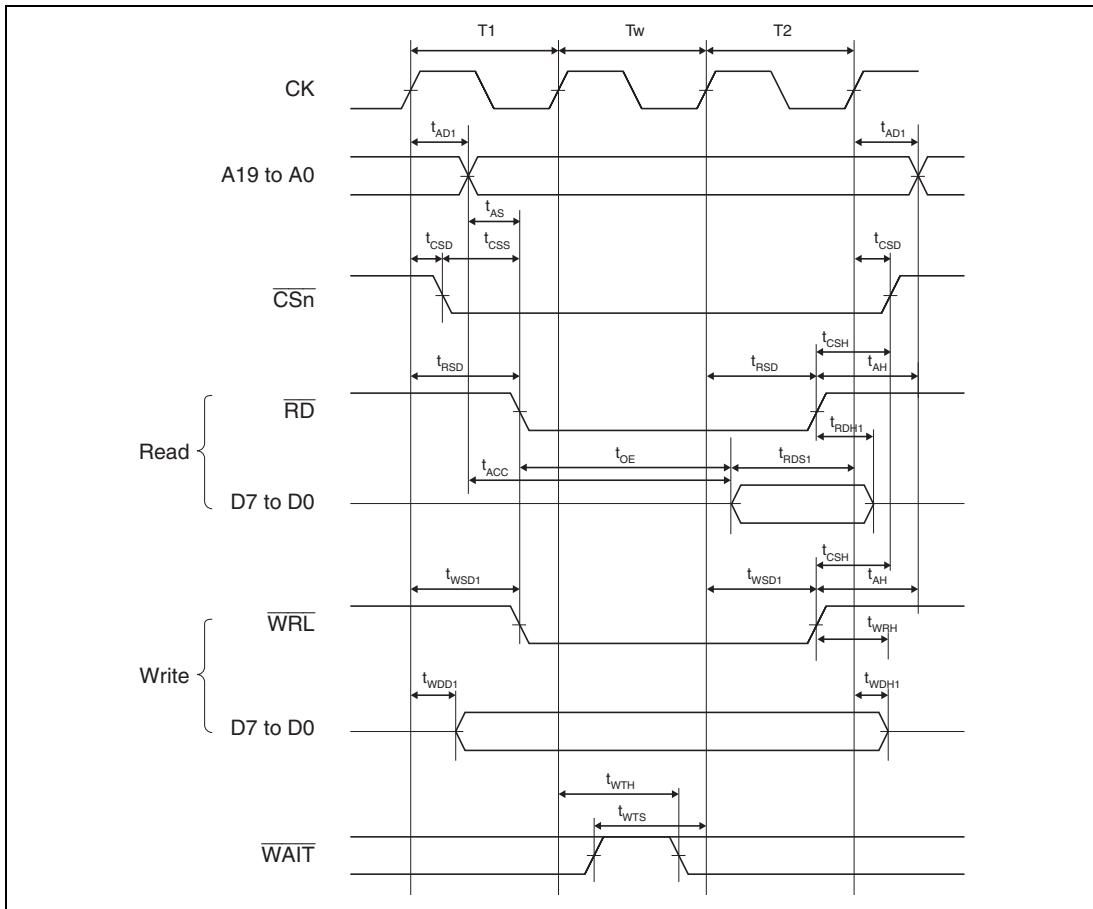 T1 Tw T2
CK
tAD1 tAD1
A19 to A0
tAS
tCSD tCSS tCSD
CSn
tCSH
tRSD tRSD tAH
RD
tRDH1
Read
tOE tRDS1
tACC
D7 to D0
tCSH
tWSD1 tWSD1 tAH
WRL
tWRH
Write
tWDD1 tWDH1
D7 to D0
tWTH
tWTS
WAIT